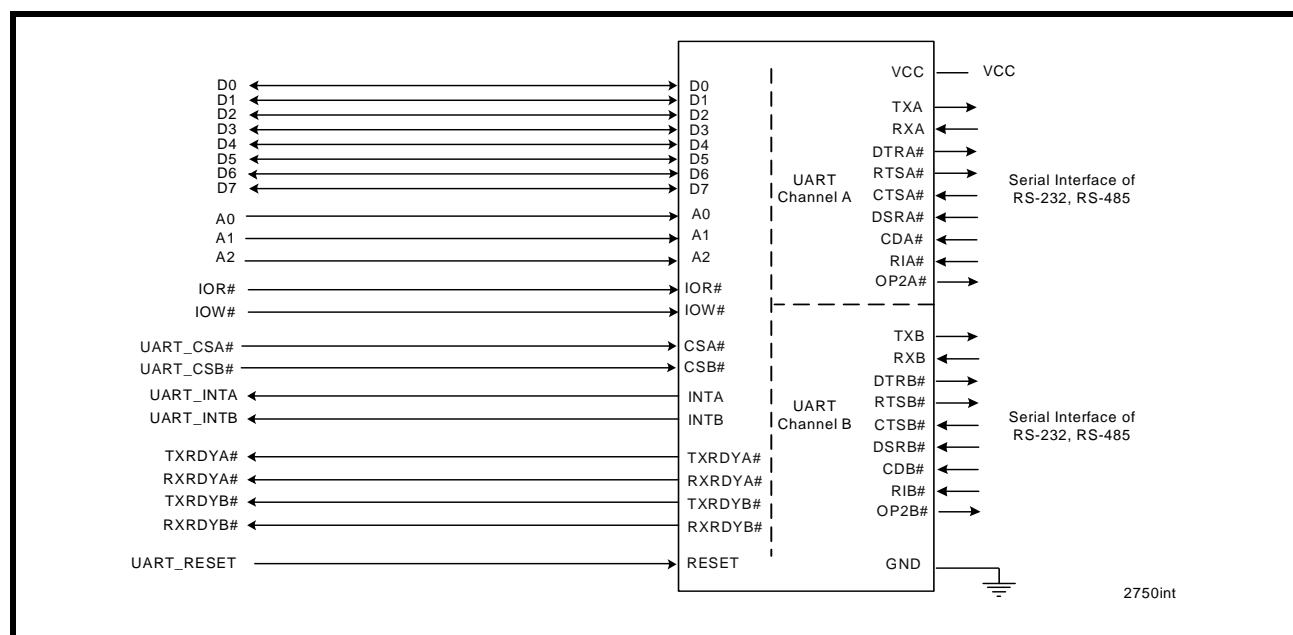 D0
D1
D2
D3
D4
D5
D6
D7
A0
A1
A2
IOR#
IOW#
UART_CSA#
UART_CSB#
UART_INTA
UART_INTB
TXRDYA#
RXRDYA#
TXRDYB#
RXRDYB#
UART_RESET
D0
D1
D2
D3
D4
D5
D6
D7
A0
A1
A2
IOR#
IOW#
CSA#
CSB#
INTA
INTB
TXRDYA#
RXRDYA#
TXRDYB#
RXRDYB#
RESET
UART
Channel A
UART
Channel B
VCC
TXA
RXA
DTRA#
RTSA#
CTSA#
DSRA#
CDA#
RIA#
OP2A#
TXB
RXB
DTRB#
RTSB#
CTSB#
DSRB#
CDB#
RIB#
OP2B#
GND
VCC
Serial Interface of
RS-232, RS-485
Serial Interface of
RS-232, RS-485
2750int